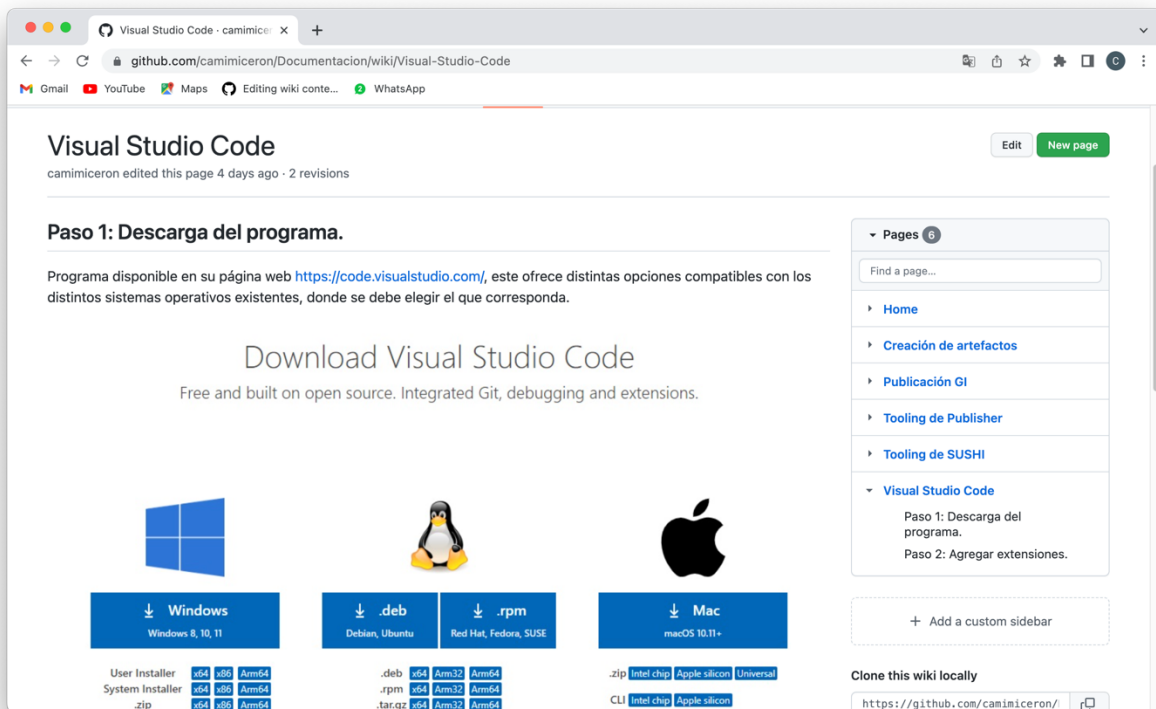 Visual Studio Code · camimice
github.com/camimiceron/Documentacion/wiki/Visual-Studio-Code
C
Gmail YouTube Maps Editing wiki conte... WhatsApp
Visual Studio Code
Edit New page
camimiceron edited this page 4 days ago · 2 revisions
Paso 1: Descarga del programa.
Programa disponible en su página web https://code.visualstudio.com/, este ofrece distintas opciones compatibles con los
distintos sistemas operativos existentes, donde se debe elegir el que corresponda.
Download Visual Studio Code
Free and built on open source. Integrated Git, debugging and extensions.
Windows
Windows 8, 10, 11
User Installer x64 x86 Arm64
System Installer x64 x86 Arm64
.zip x64 x86 Arm64
.deb
Debian, Ubuntu
.rpm
Red Hat, Fedora, SUSE
.deb x64 Arm32 Arm64
.rpm x64 Arm32 Arm64
.tar.gz x64 Arm32 Arm64
Mac
macOS 10.11+
.zip Intel chip Apple silicon Universal
CLI Intel chip Apple silicon
Pages 6
Find a page...
Home
Creación de artefactos
Publicación GI
Tooling de Publisher
Tooling de SUSHI
Visual Studio Code
Paso 1: Descarga del
programa.
Paso 2: Agregar extensiones.
+ Add a custom sidebar
Clone this wiki locally
https://github.com/camimiceron/